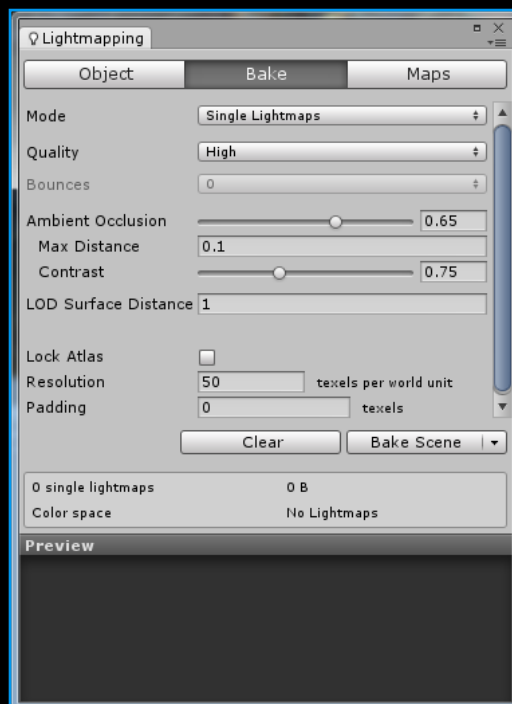 Lightmapping
Object Bake Maps
Mode Single Lightmaps
Quality High
Bounces 0
Ambient Occlusion 0.65
Max Distance 0.1
Contrast 0.75
LOD Surface Distance 1
Lock Atlas
Resolution 50 texels per world unit
Padding 0 texels
Clear Bake Scene
0 single lightmaps 0 B
Color space No Lightmaps
Preview